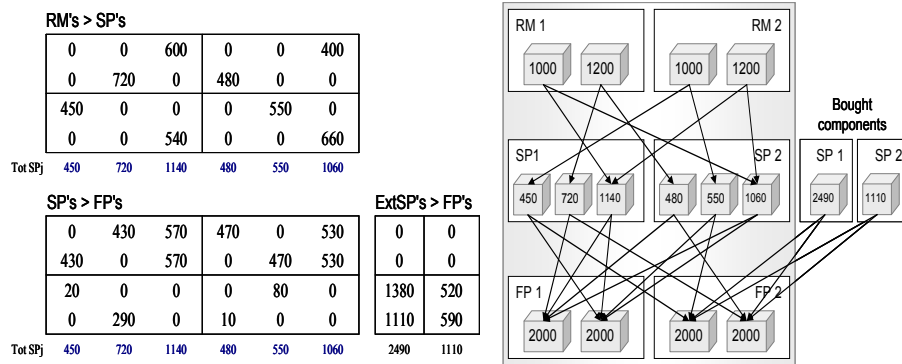 RM's > SP's
0 0 600 0 0 400
0 720 0 480 0 0
450 0 0 0 550 0
0 0 540 0 0 660
Tot SPj 450 720 1140 480 550 1060
SP's > FP's
0 430 570 470 0 530
430 0 570 0 470 530
20 0 0 0 80 0
0 290 0 10 0 0
Tot SPj 450 720 1140 480 550 1060
ExtSP's > FP's
0 0
0 0
1380 520
1110 590
2490 1110
RM 1
RM 2
1000 1200 1000 1200
Bought
components
SP1
SP 2
SP 1
SP 2
450 720 1140 480 550 1060 2490 1110
FP 1
FP 2
2000 2000 2000 2000